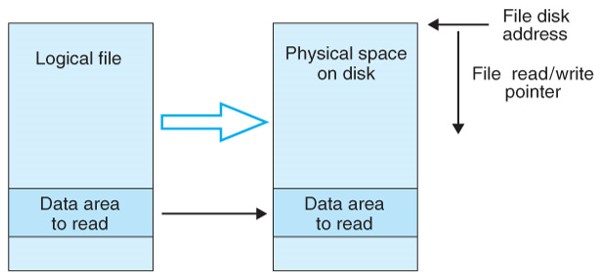 Logical file
Data area
to read
Physical space
on disk
Data area
to read
File disk
address
File read/write
pointer